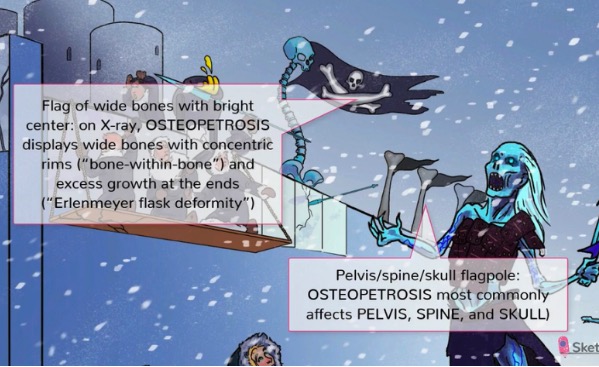 Flag of wide bones with bright
center: on X-ray, OSTEOPETROSIS
displays wide bones with concentric
rims ("bone-within-bone") and
excess growth at the ends
("Erlenmeyer flask deformity")
Pelvis/spine/skull flagpole:
OSTEOPETROSIS most commonly
affects PELVIS, SPINE, and SKULL)
Sket